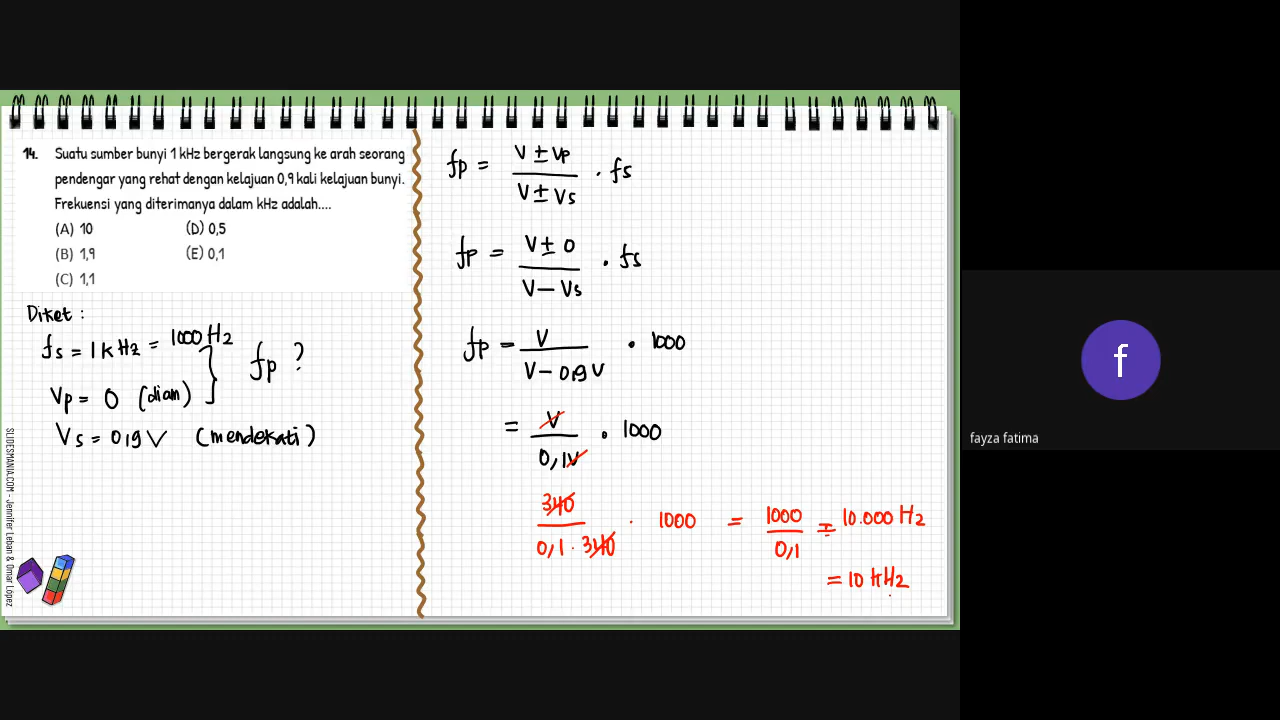 14. Suatu sumber bunyi 1 kHz bergerak langsung ke arah seorang
pendengar yang rehat dengan kelajuan 0,9 kali kelajuan bunyi.
Frekuensi yang diterimanya dalam kHz adalah....
(A) 10 (D) 0,5
(B) 1,9 (E) 0,1
(C) 1,1
Diket :
fs = 1 kHz = 1000 Hz
Vp = 0 (diam)
} fp ?
Vs = 0,9 V (mendekati)
SLIDESMANIA.COM - Jennifer Leban & Omar López
fp = V ± Vp / V ± Vs . fs
fp = V ± 0 / V - Vs . fs
fp = V / V - 0,9 V . 1000
= V / 0,1V . 1000
340 / 0,1 . 340 . 1000 = 1000 / 0,1 = 10.000 Hz
= 10 kHz
f
fayza fatima